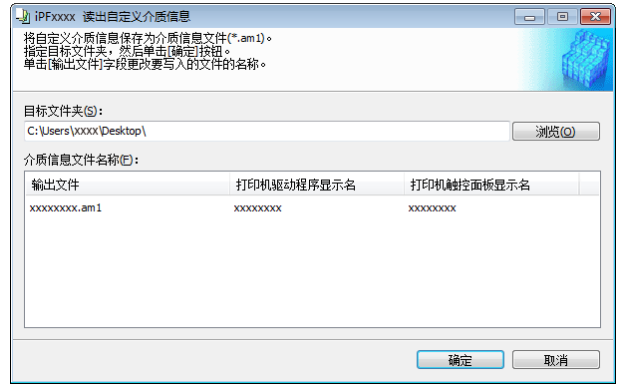 iPFxxxx 读出自定义介质信息
将自定义介质信息保存为介质信息文件(*.am1)。
指定目标文件夹，然后单击[确定]按钮。
单击[输出文件]字段更改要写入的文件的名称。
目标文件夹(S)：
C:\Users\xxxx\Desktop\ 浏览(O)
介质信息文件名称(F)：
输出文件 打印机驱动程序显示名 打印机触控面板显示名
xxxxxxxx.am1 xxxxxxxx xxxxxxxx
确定 取消